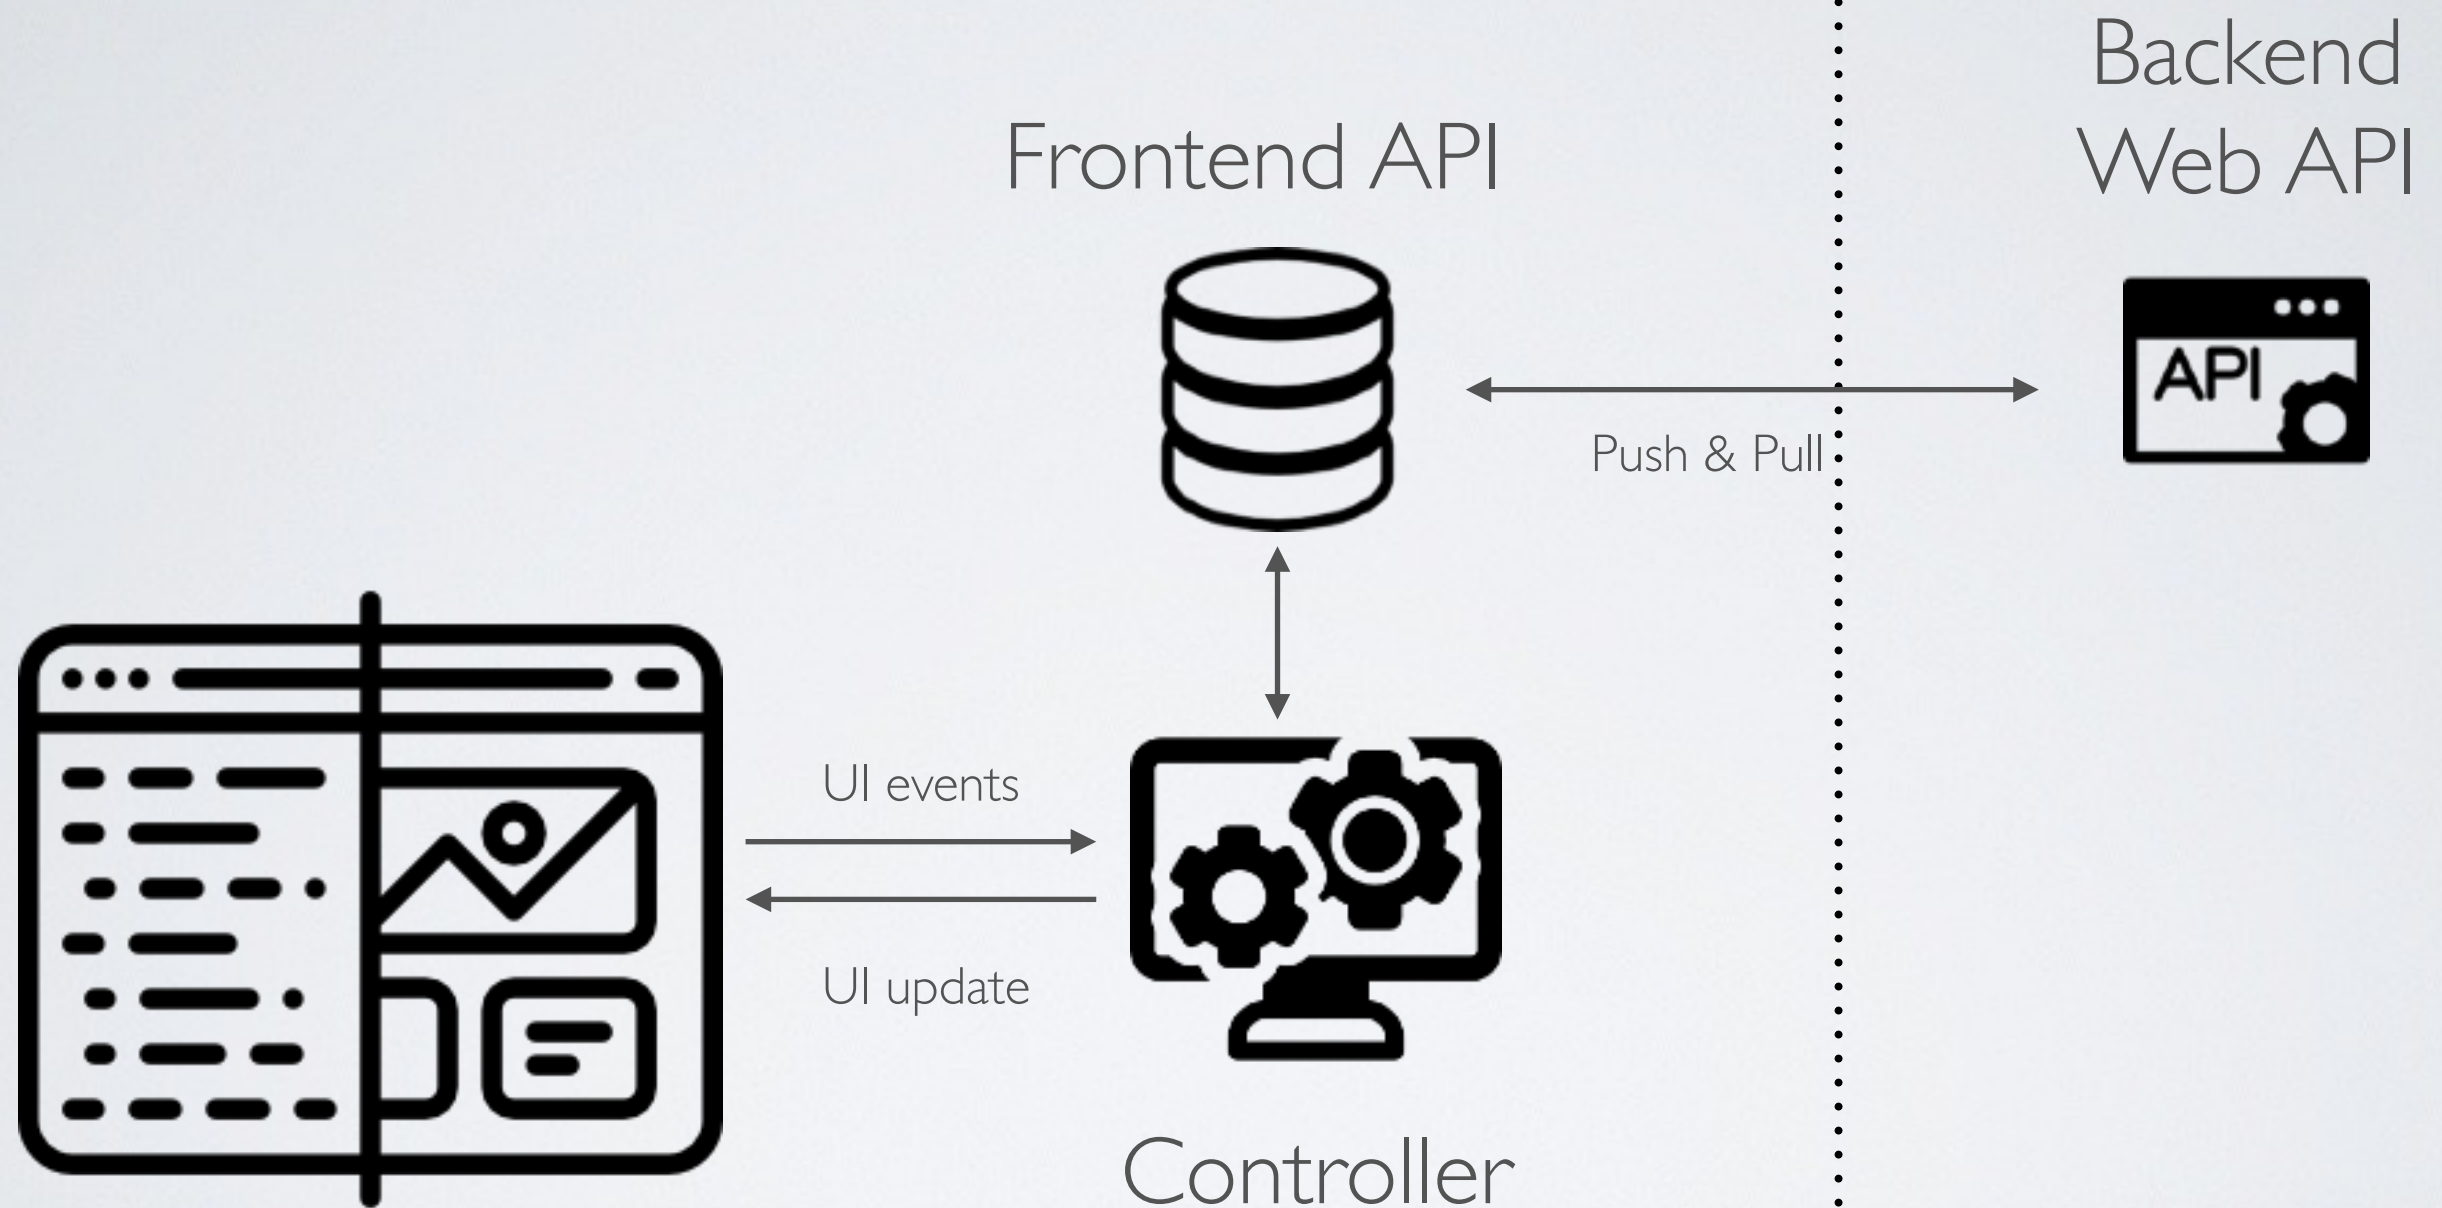 Backend
Web API
Frontend API
API
Push & Pull
UI events
UI update
Controller